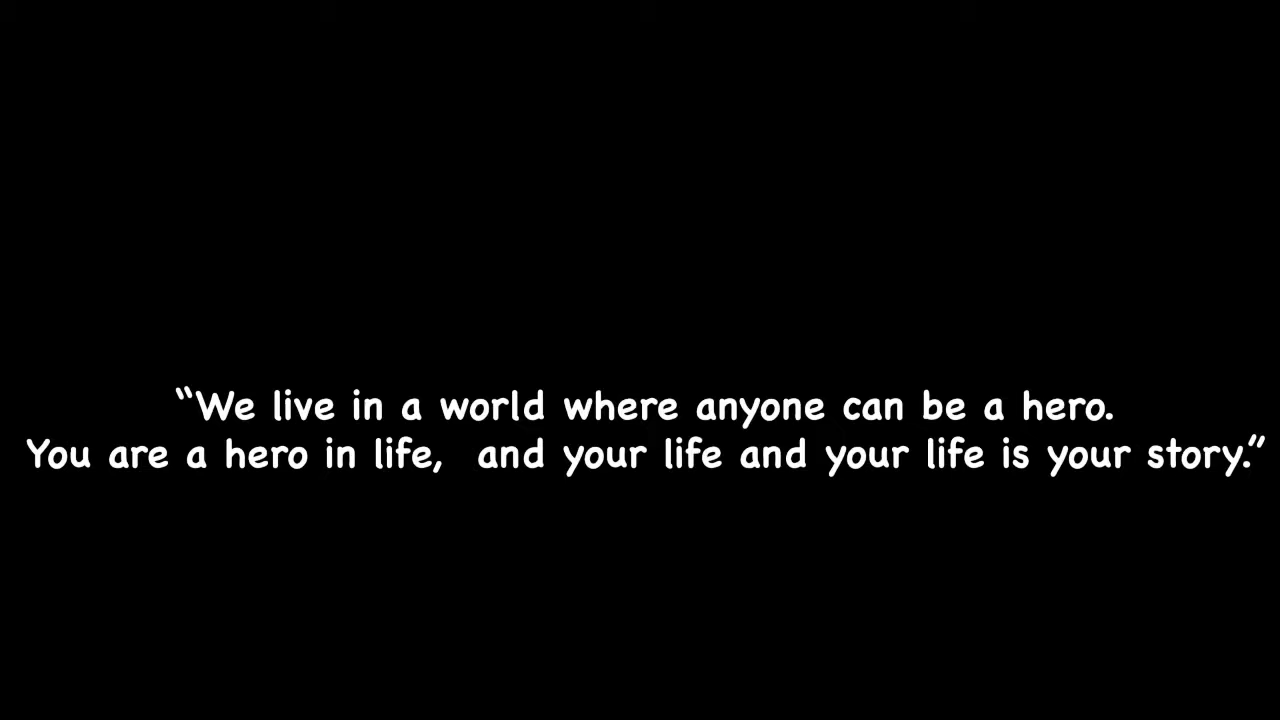 “We live in a world where anyone can be a hero.
You are a hero in life,  and your life and your life is your story.”